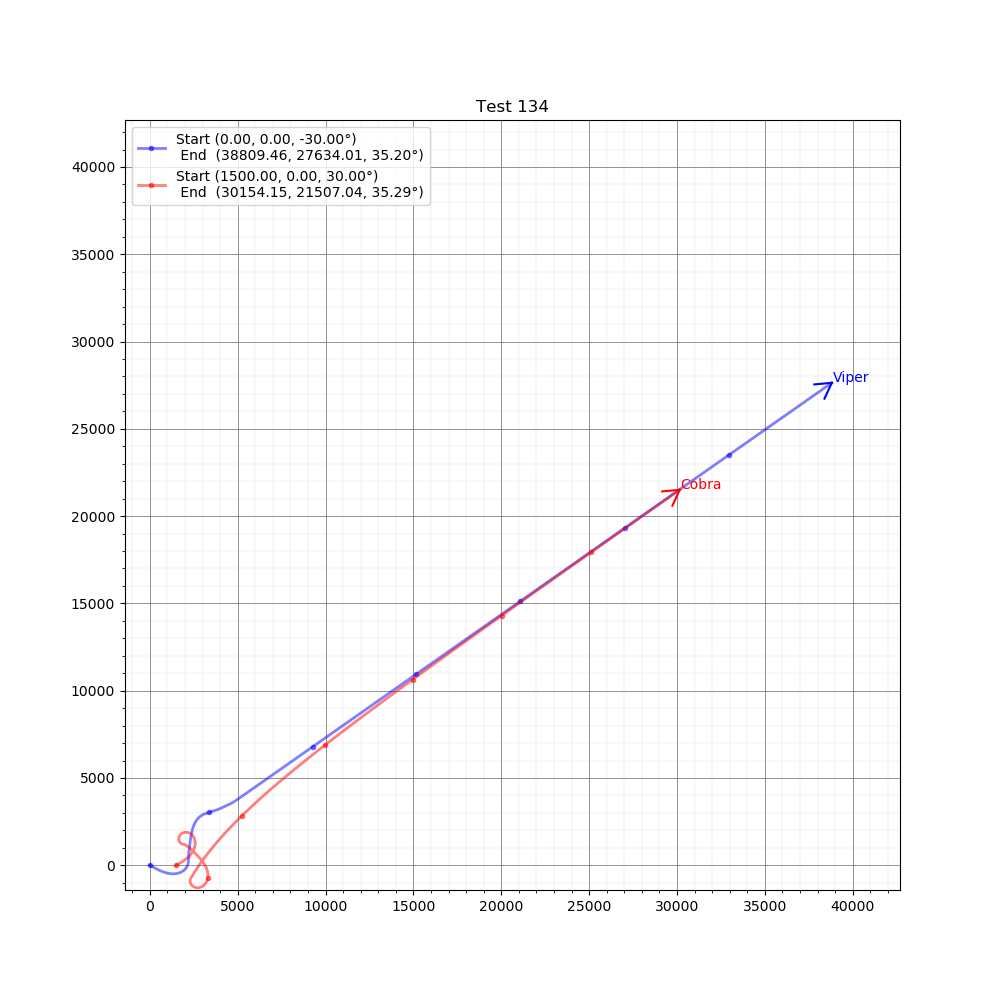 Test 134
Start (0.00, 0.00, -30.00°)
End  (38809.46, 27634.01, 35.20°)
Start (1500.00, 0.00, 30.00°)
End  (30154.15, 21507.04, 35.29°)
40000
35000
30000
25000
20000
15000
10000
5000
0
Viper
Cobra
0 5000 10000 15000 20000 25000 30000 35000 40000